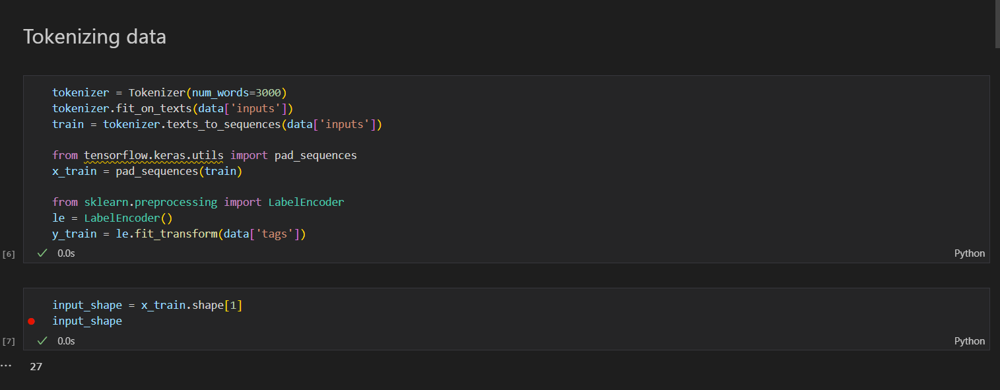 Tokenizing data
tokenizer = Tokenizer(num_words=3000)
tokenizer.fit_on_texts(data['inputs'])
train = tokenizer.texts_to_sequences(data['inputs'])
from tensorflow.keras.utils import pad_sequences
x_train = pad_sequences(train)
from sklearn.preprocessing import LabelEncoder
le = LabelEncoder()
y_train = le.fit_transform(data['tags'])
[6] 0.0s Python
input_shape = x_train.shape[1]
input_shape
[7] 0.0s Python
... 27